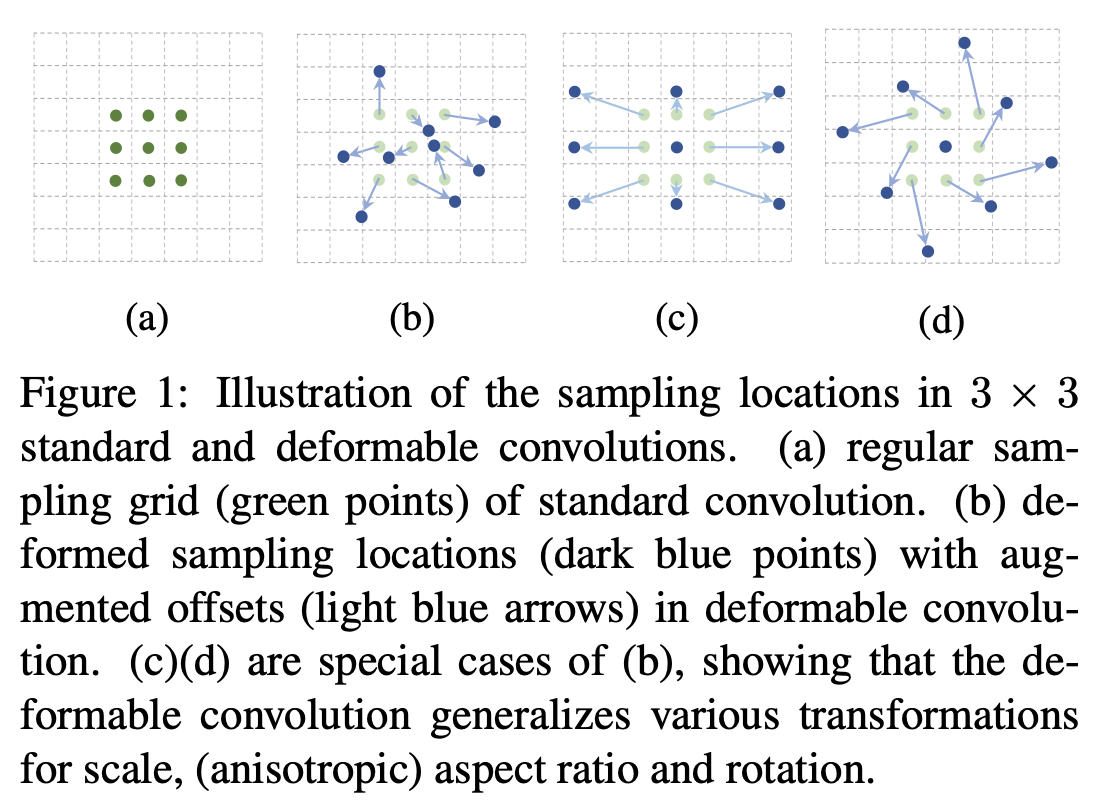 (a) (b) (c) (d)
Figure 1: Illustration of the sampling locations in 3 × 3
standard and deformable convolutions. (a) regular sam-
pling grid (green points) of standard convolution. (b) de-
formed sampling locations (dark blue points) with aug-
mented offsets (light blue arrows) in deformable convolu-
tion. (c)(d) are special cases of (b), showing that the de-
formable convolution generalizes various transformations
for scale, (anisotropic) aspect ratio and rotation.